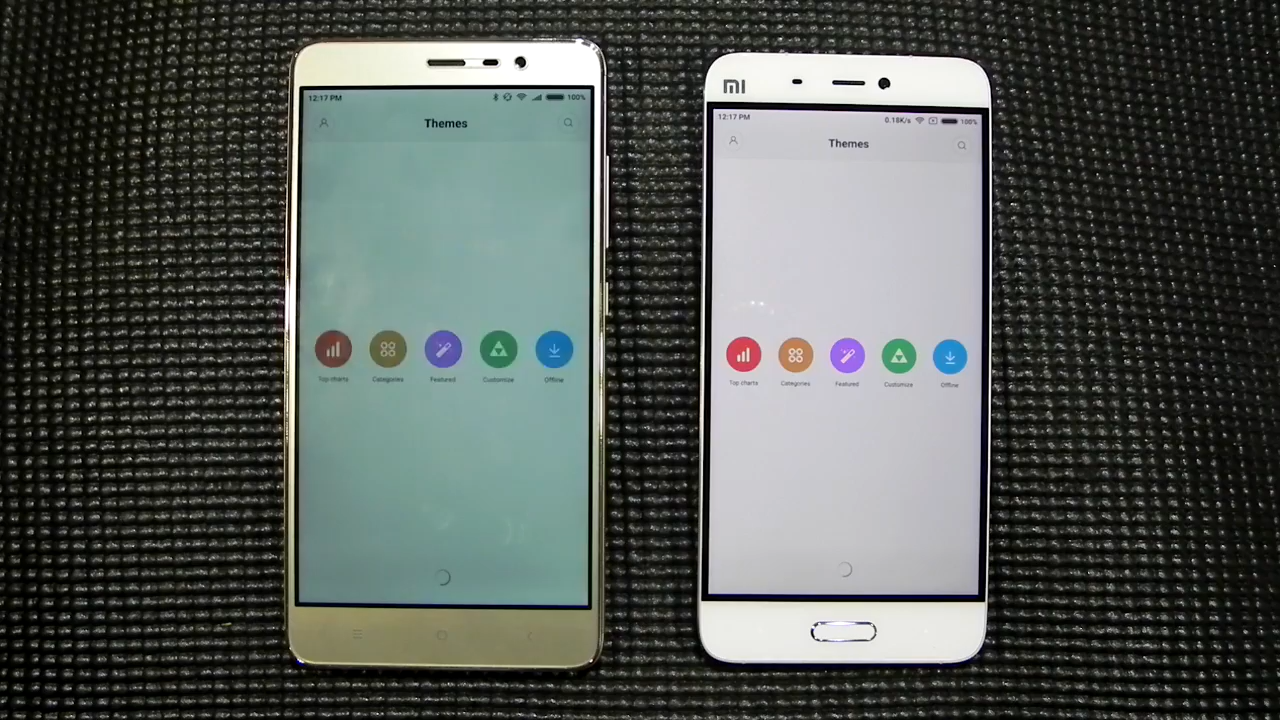 12:17 PM
100%
Themes
Top charts
Categories
Featured
Customize
Offline
MI
12:17 PM
0.18K/s
100%
Themes
Top charts
Categories
Featured
Customize
Offline